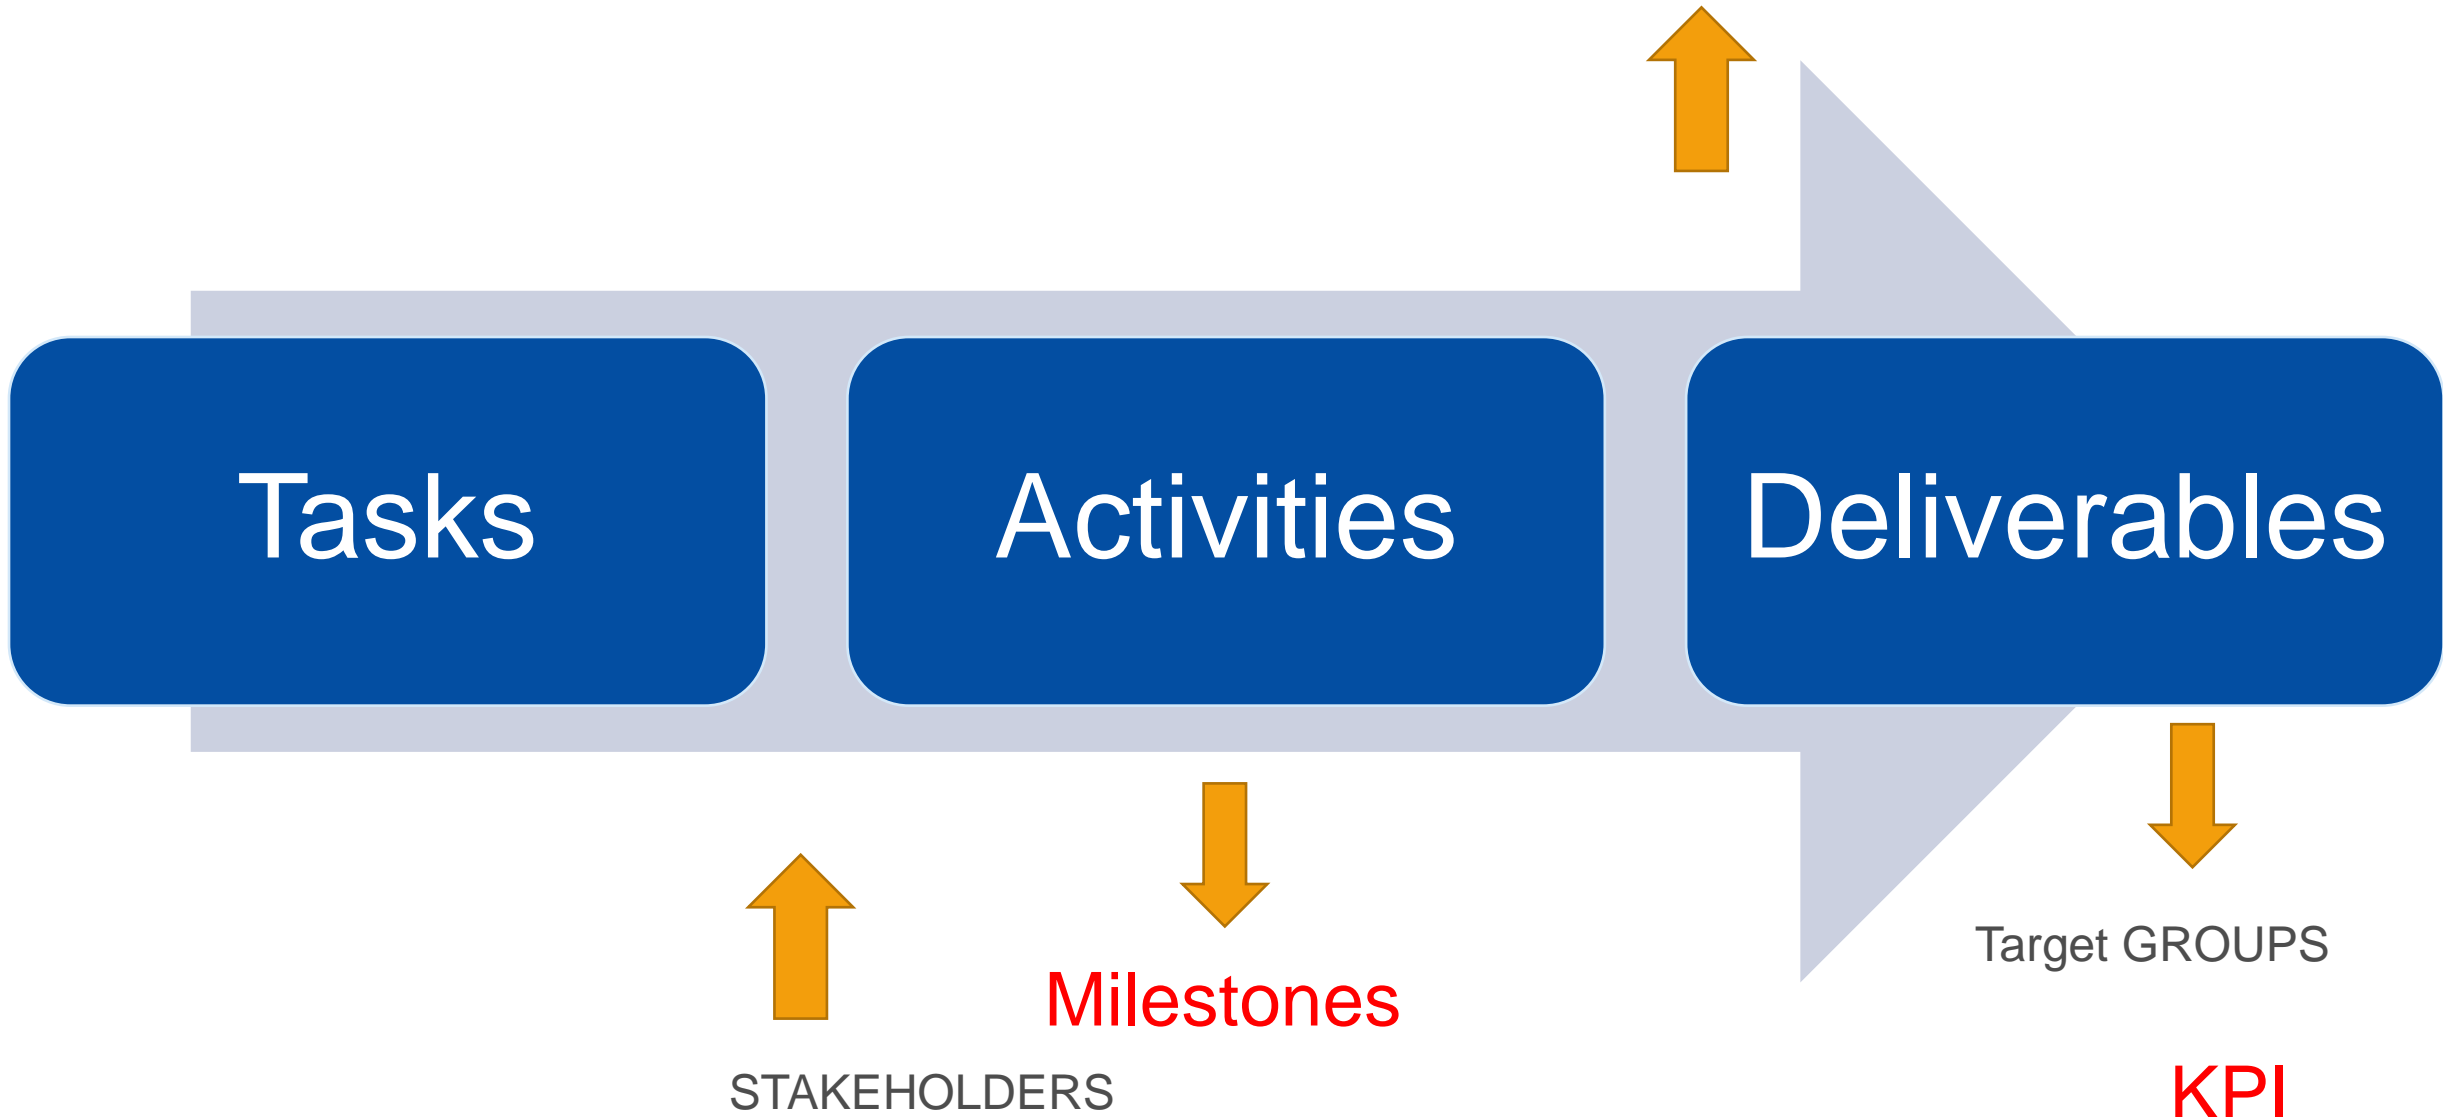 Tasks
Activities
Deliverables
Target GROUPS
Milestones
STAKEHOLDERS
KPI